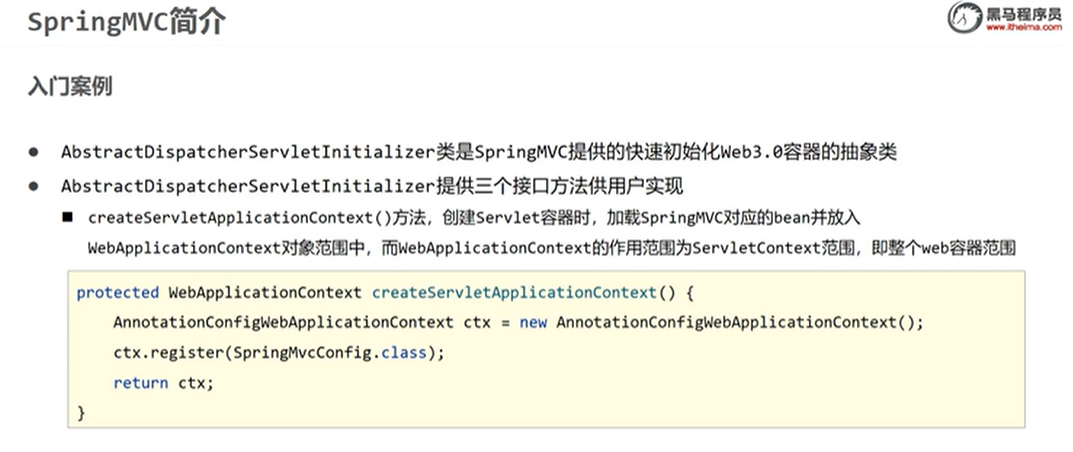 SpringMVC简介
黑马程序员
www.itheima.com
入门案例
● AbstractDispatcherServletInitializer类是SpringMVC提供的快速初始化Web3.0容器的抽象类
● AbstractDispatcherServletInitializer提供三个接口方法供用户实现
■ createServletApplicationContext()方法，创建Servlet容器时，加载SpringMVC对应的bean并放入
WebApplicationContext对象范围中，而WebApplicationContext的作用范围为ServletContext范围，即整个web容器范围
protected WebApplicationContext createServletApplicationContext() {
    AnnotationConfigWebApplicationContext ctx = new AnnotationConfigWebApplicationContext();
    ctx.register(SpringMvcConfig.class);
    return ctx;
}